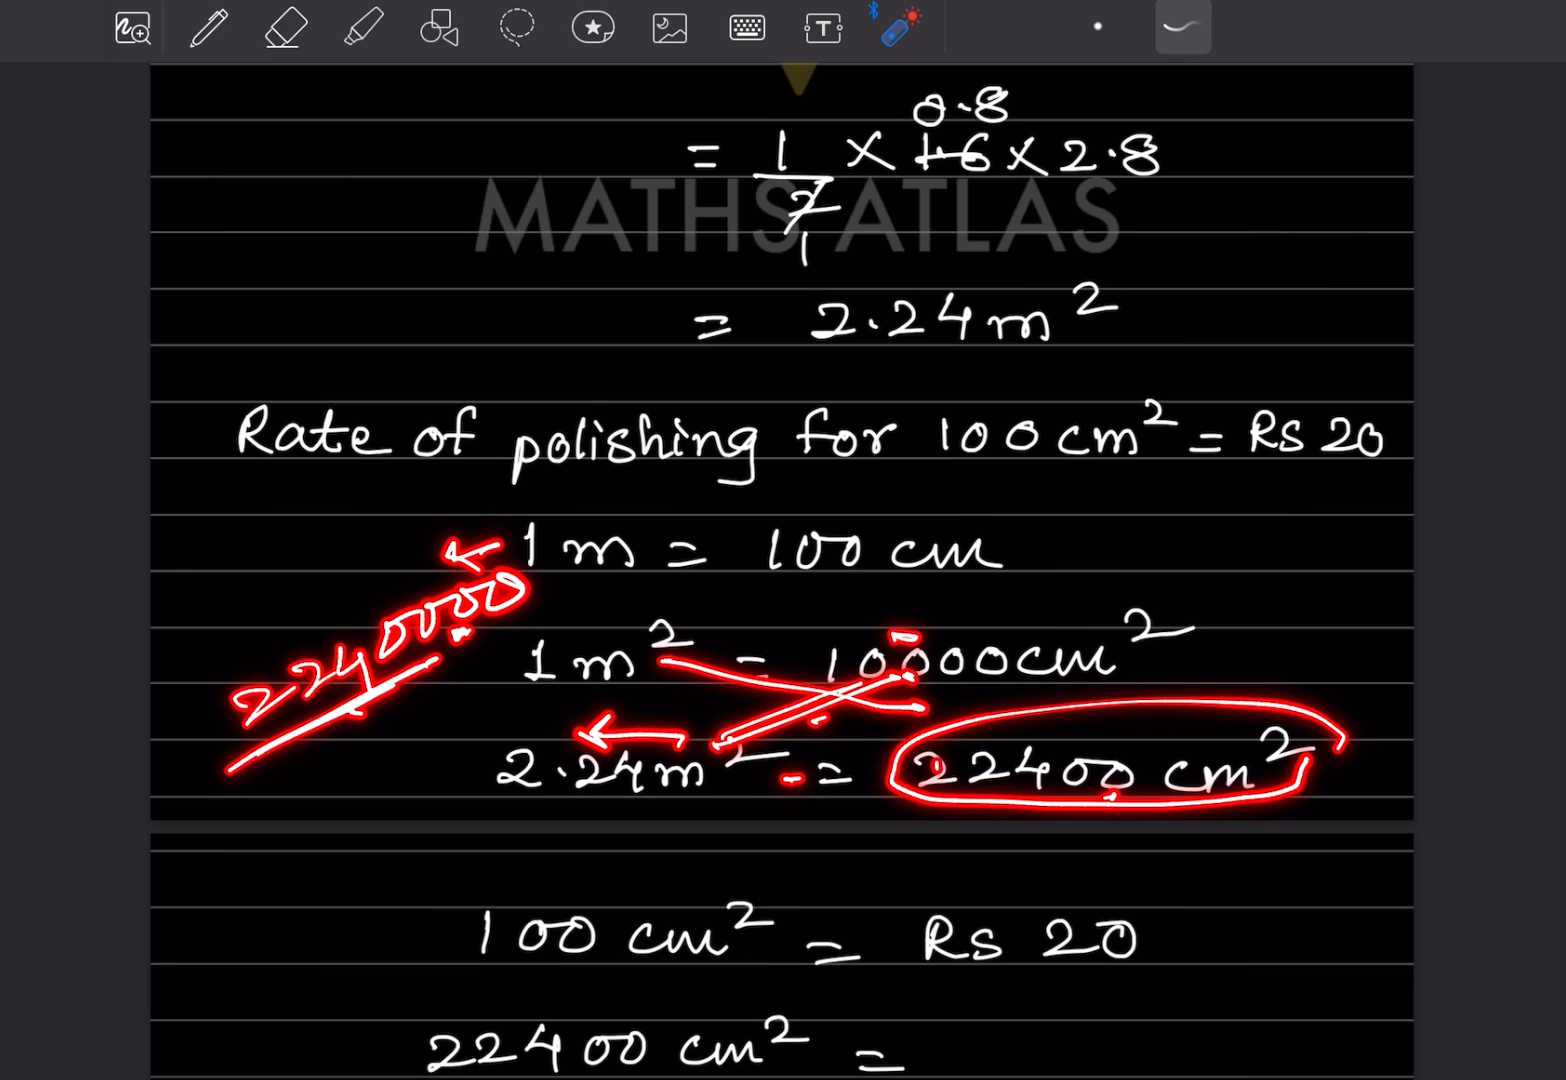 0.8
= 1/2 × 1.6 × 2.8
1
MATHS ATLAS
= 2.24 m²
Rate of polishing for 100 cm² = Rs 20
1 m = 100 cm
2240000
1 m² = 10000 cm²
2.24 m² = 22400 cm²
100 cm² = Rs 20
22400 cm² =